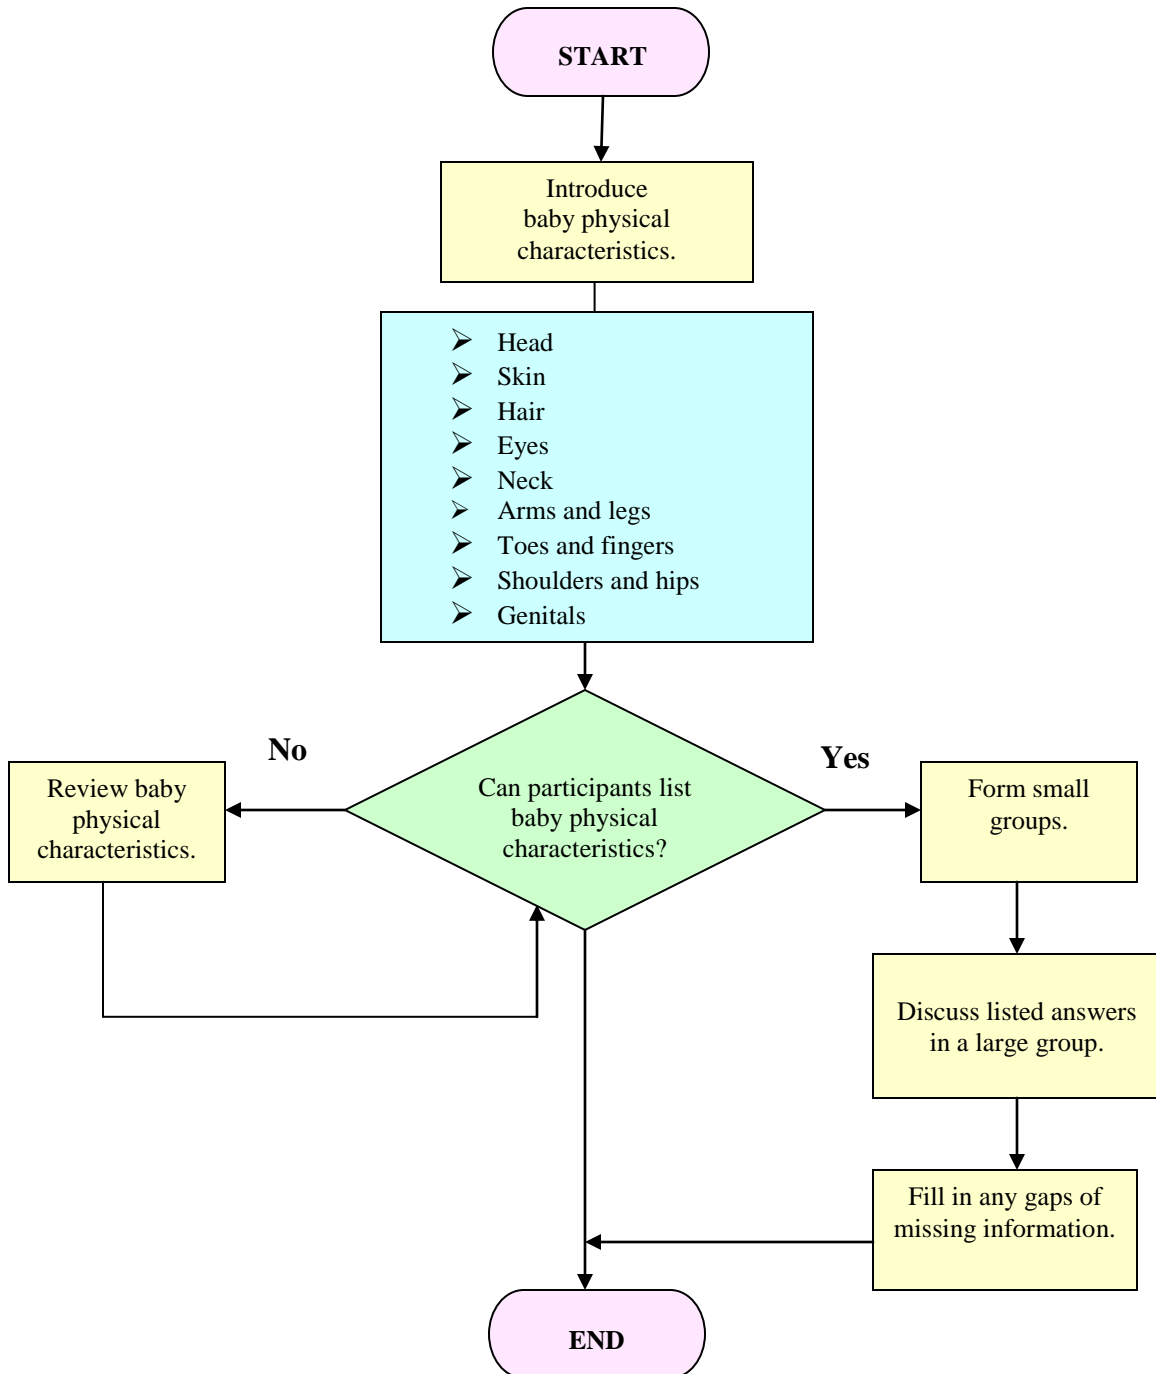 START
Introduce
baby physical
characteristics.
➢ Head
➢ Skin
➢ Hair
➢ Eyes
➢ Neck
➢ Arms and legs
➢ Toes and fingers
➢ Shoulders and hips
➢ Genitals
No
Yes
Review baby
physical
characteristics.
Can participants list
baby physical
characteristics?
Form small
groups.
Discuss listed answers
in a large group.
Fill in any gaps of
missing information.
END